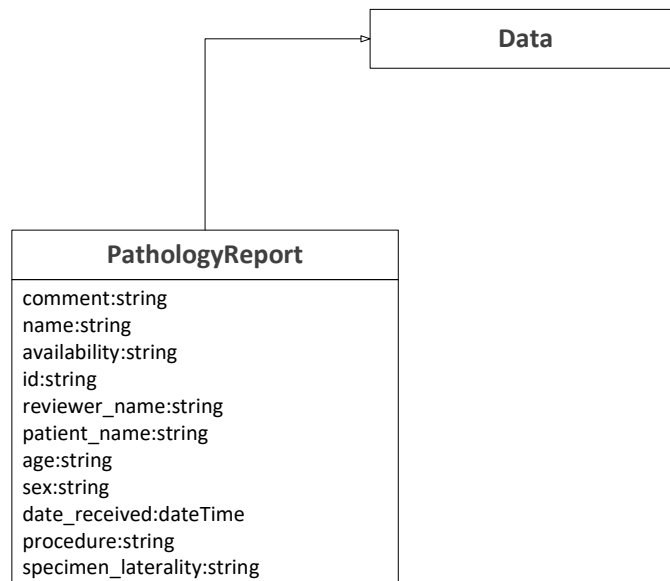 Data
PathologyReport
comment:string
name:string
availability:string
id:string
reviewer_name:string
patient_name:string
age:string
sex:string
date_received:dateTime
procedure:string
specimen_laterality:string